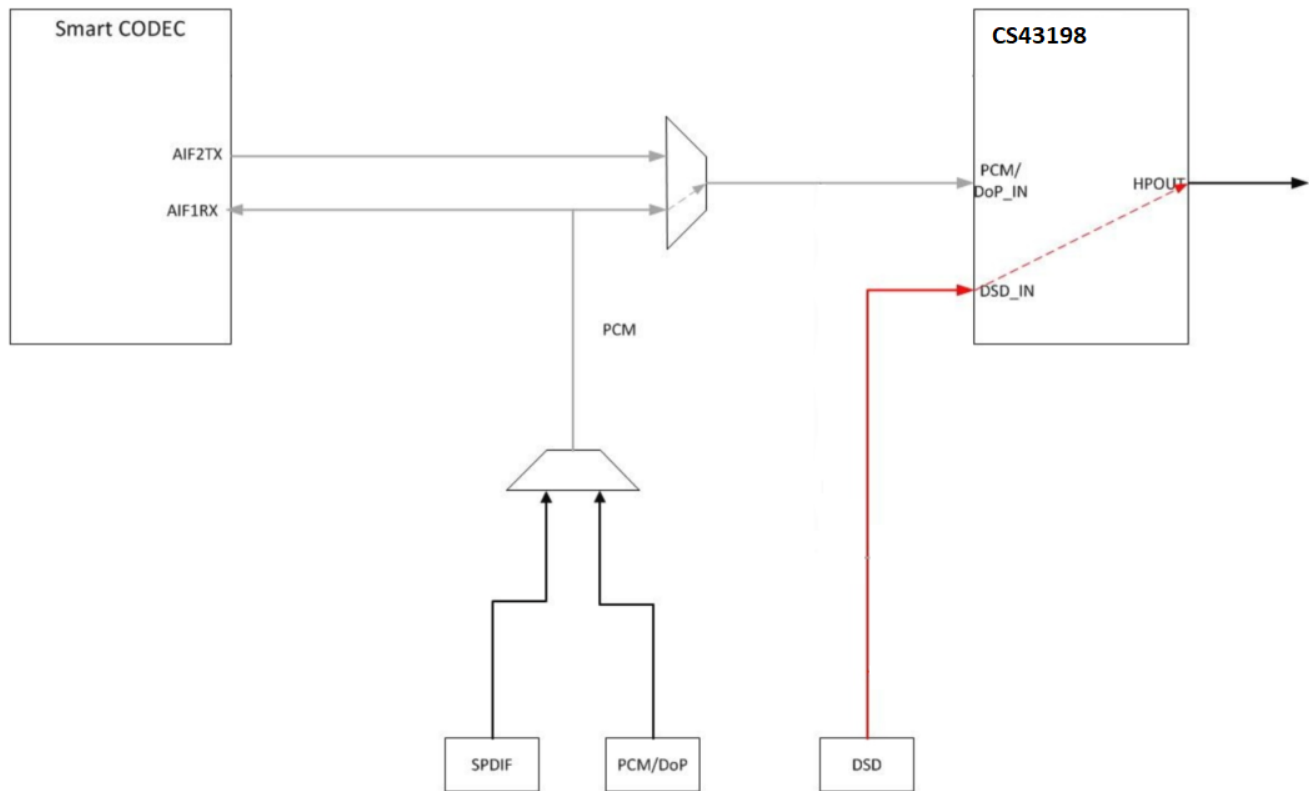 Smart CODEC
CS43198
AIF2TX
AIF1RX
PCM/
DoP_IN
HPOUT
DSD_IN
PCM
SPDIF
PCM/DoP
DSD